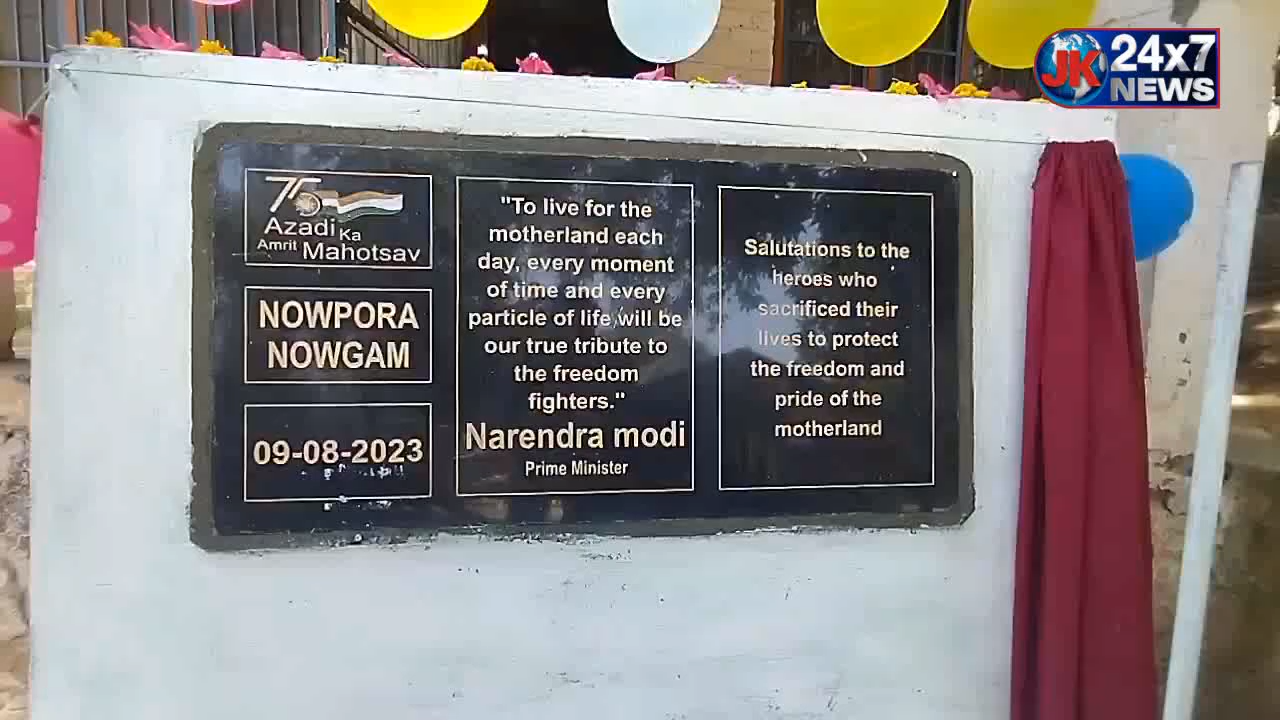 JK 24x7
NEWS
75
Azadi Ka
Amrit Mahotsav
NOWPORA
NOWGAM
09-08-2023
"To live for the
motherland each
day, every moment
of time and every
particle of life will be
our true tribute to
the freedom
fighters."
Narendra modi
Prime Minister
Salutations to the
heroes who
sacrificed their
lives to protect
the freedom and
pride of the
motherland